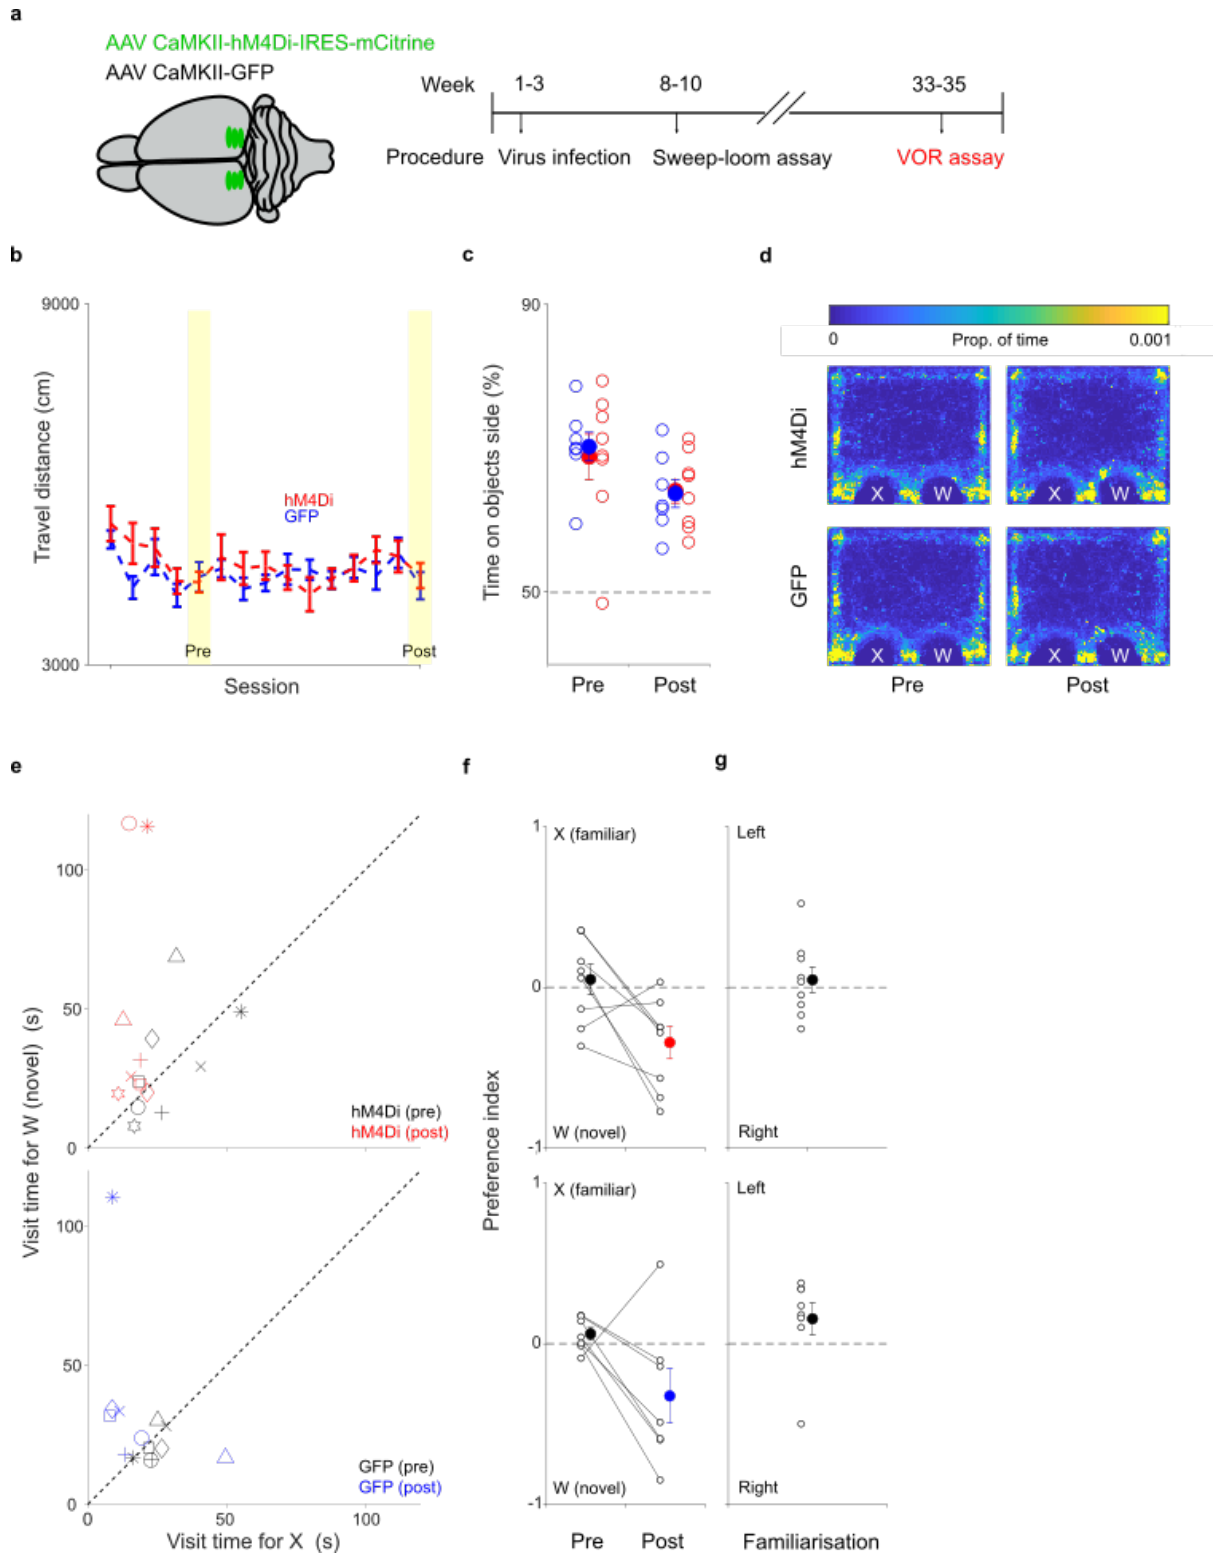 a
AAV CaMKII-hM4Di-IRES-mCitrine
AAV CaMKII-GFP
Week 1-3 8-10 33-35
Procedure Virus infection Sweep-loom assay VOR assay
b
9000
Travel distance (cm)
hM4Di
GFP
Pre Post
3000
Session
c
90
Time on objects side (%)
50
Pre Post
d
0 Prop. of time 0.001
hM4Di
X W X W
GFP
X W X W
Pre Post
e
Visit time for W (novel) (s)
100
50
0
hM4Di (pre)
hM4Di (post)
100
50
0
GFP (pre)
GFP (post)
0 50 100
Visit time for X (s)
f
Preference index
1
X (familiar)
0
-1
W (novel)
1
X (familiar)
0
-1
W (novel)
Pre Post
g
Left
Right
Left
Right
Familiarisation